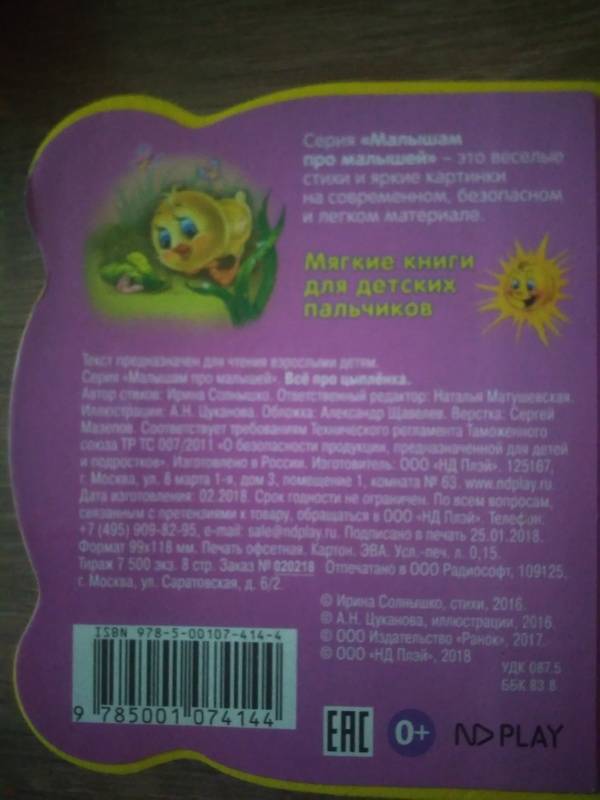 Серия «Малышам
про малышей» – это веселые
стихи и яркие картинки
на современном, безопасном
и легком материале.
Мягкие книги
для детских
пальчиков
Текст предназначен для чтения взрослыми детям.
Серия «Малышам про малышей». Всё про цыплёнка.
Автор стихов: Ирина Солнышко. Ответственный редактор: Наталья Матушевская.
Иллюстрации: А.Н. Цуканова. Обложка: Александр Щавелев. Верстка: Сергей
Мазепов. Соответствует требованиям Технического регламента Таможенного
союза ТР ТС 007/2011 «О безопасности продукции, предназначенной для детей
и подростков». Изготовлено в России. Изготовитель: ООО «НД Плэй». 125167,
г. Москва, ул. 8 марта 1-я, дом 3, помещение 1, комната № 63. www.ndplay.ru.
Дата изготовления: 02.2018. Срок годности не ограничен. По всем вопросам,
связанным с претензиями к товару, обращаться в ООО «НД Плэй». Телефон:
+7 (495) 909-82-95, e-mail: sale@ndplay.ru. Подписано в печать 25.01.2018.
Формат 99х118 мм. Печать офсетная. Картон. ЭВА. Усл.-печ. л. 0,15.
Тираж 7 500 экз. 8 стр. Заказ № 020218 Отпечатано в ООО Радиософт, 109125,
г. Москва, ул. Саратовская, д. 6/2.
© Ирина Солнышко, стихи, 2016.
© А.Н. Цуканова, иллюстрации, 2016.
© ООО Издательство «Ранок», 2017.
© ООО «НД Плэй», 2018
УДК 087.5
ББК 83.8
ISBN 978-5-00107-414-4
9 785001 074144
EAC
0+
ND PLAY